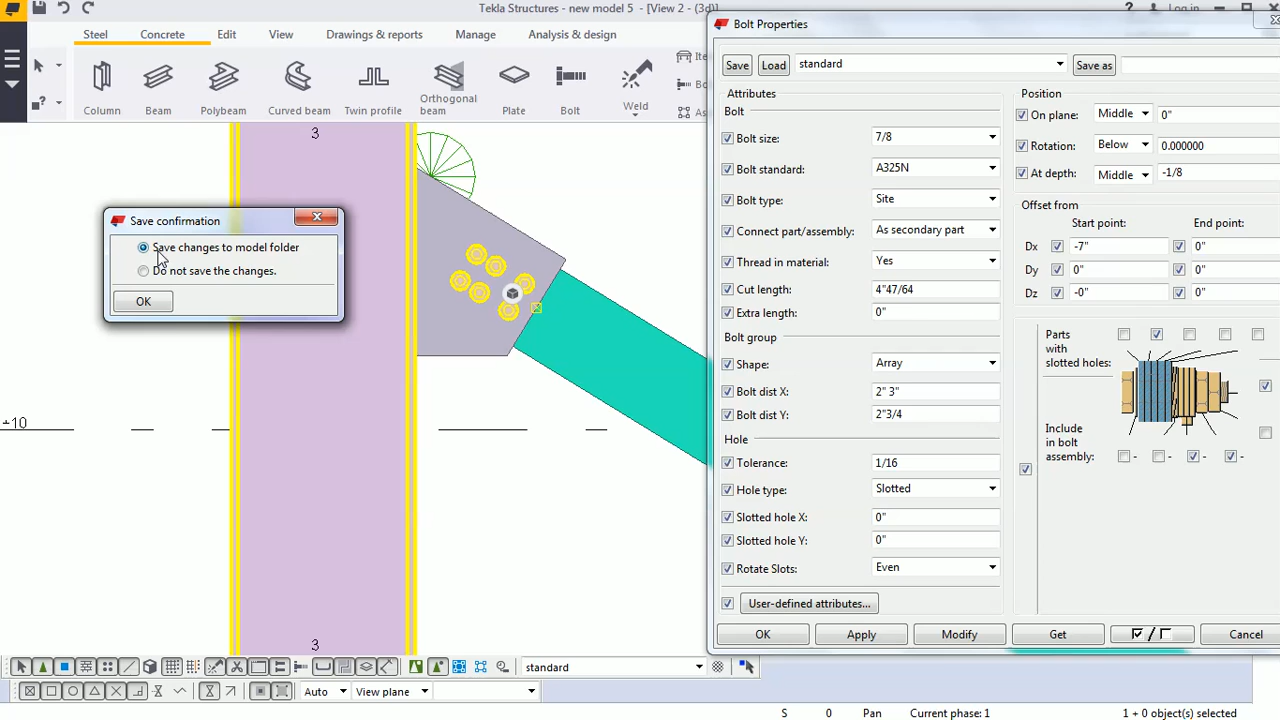 Tekla Structures - new model 5 - [View 2 - (3d)]
Log in
Steel
Concrete
Edit
View
Drawings & reports
Manage
Analysis & design
Column
Beam
Polybeam
Curved beam
Twin profile
Orthogonal
beam
Plate
Bolt
Weld
3
3
+10
Save confirmation
Save changes to model folder
Do not save the changes.
OK
Bolt Properties
Save
Load
standard
Save as
Attributes
Bolt
Bolt size:
7/8
Bolt standard:
A325N
Bolt type:
Site
Connect part/assembly:
As secondary part
Thread in material:
Yes
Cut length:
4"47/64
Extra length:
0"
Bolt group
Shape:
Array
Bolt dist X:
2" 3"
Bolt dist Y:
2"3/4
Hole
Tolerance:
1/16
Hole type:
Slotted
Slotted hole X:
0"
Slotted hole Y:
0"
Rotate Slots:
Even
User-defined attributes...
Position
On plane:
Middle
0"
Rotation:
Below
0.000000
At depth:
Middle
-1/8
Offset from
Start point:
End point:
Dx
-7"
0"
Dy
0"
0"
Dz
-0"
0"
Parts
with
slotted holes:
Include
in bolt
assembly:
OK
Apply
Modify
Get
/
Cancel
standard
Auto
View plane
S
0
Pan
Current phase: 1
1 + 0 object(s) selected